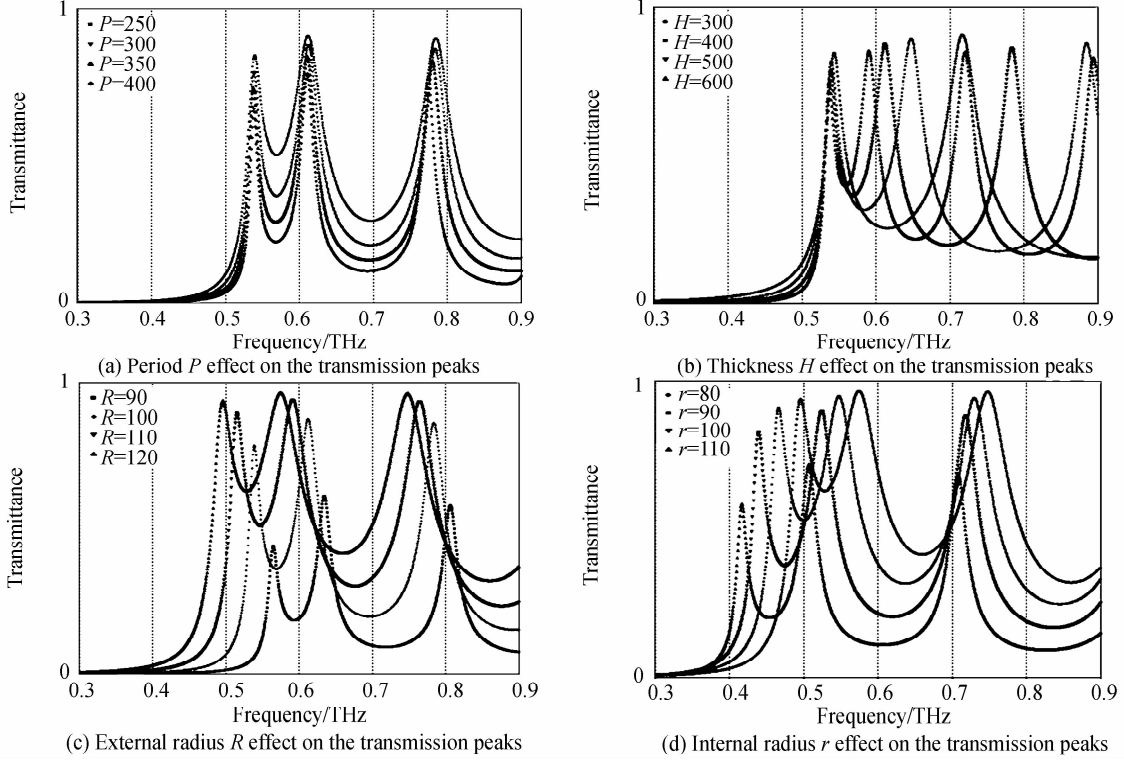 1
P=250
P=300
P=350
P=400
Transmittance
0
0.3 0.4 0.5 0.6 0.7 0.8 0.9
Frequency/THz
(a) Period P effect on the transmission peaks
1
H=300
H=400
H=500
H=600
Transmittance
0
0.3 0.4 0.5 0.6 0.7 0.8 0.9
Frequency/THz
(b) Thickness H effect on the transmission peaks
1
R=90
R=100
R=110
R=120
Transmittance
0
0.3 0.4 0.5 0.6 0.7 0.8 0.9
Frequency/THz
(c) External radius R effect on the transmission peaks
1
r=80
r=90
r=100
r=110
Transmittance
0
0.3 0.4 0.5 0.6 0.7 0.8 0.9
Frequency/THz
(d) Internal radius r effect on the transmission peaks